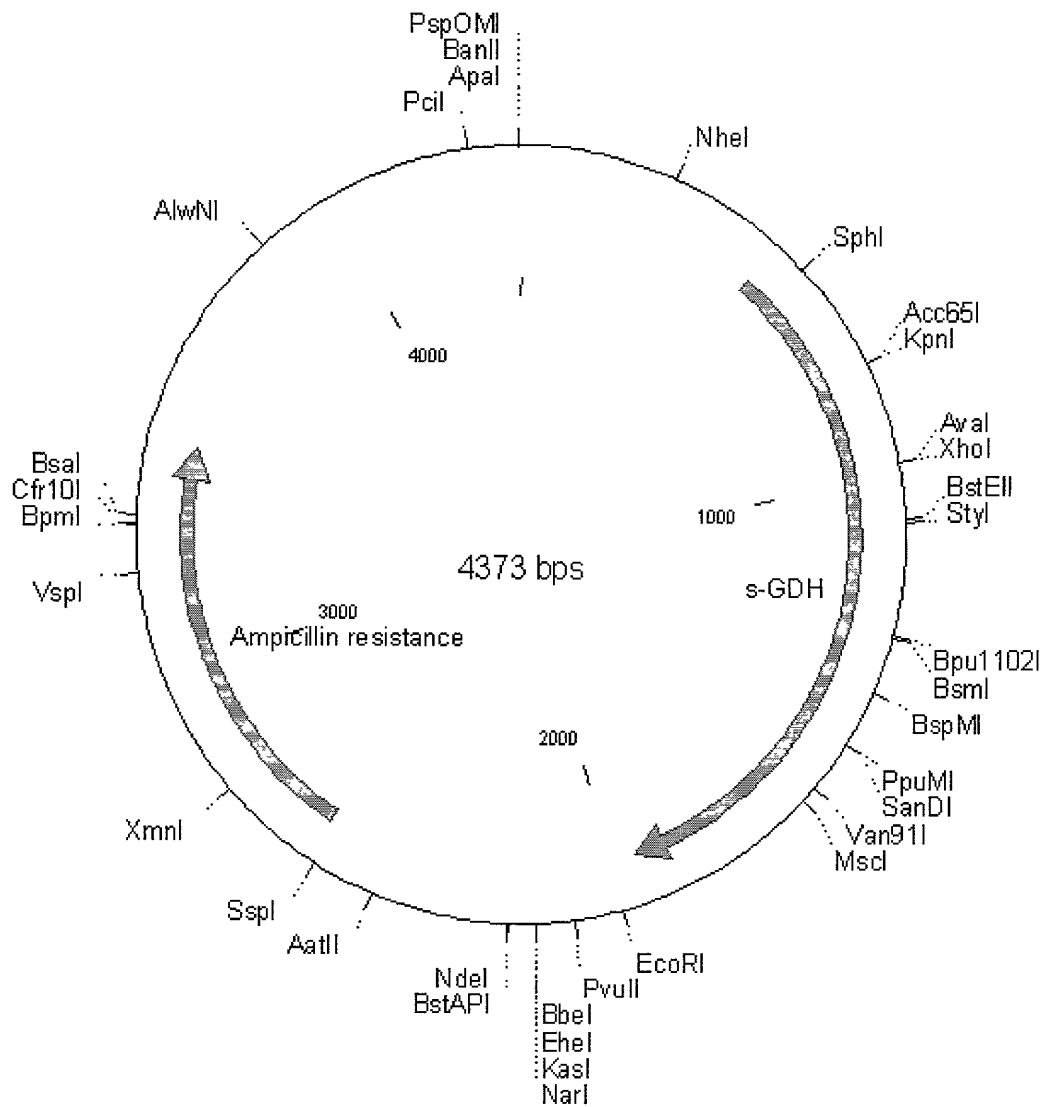 PspOMI
BanII
ApaI
PciI
NheI
AlwNI
SphI
Acc65I
KpnI
4000
AvaI
XhoI
BsaI
Cfr10I
BpmI
BstEII
StyI
1000
4373 bps
VspI
s-GDH
3000
Ampicillin resistance
Bpu1102I
BsmI
BspMI
2000
PpuMI
SanDI
Van91I
MscI
XmnI
SspI
AatII
EcoRI
NdeI
BstAPI
PvuII
BbeI
EheI
KasI
NarI